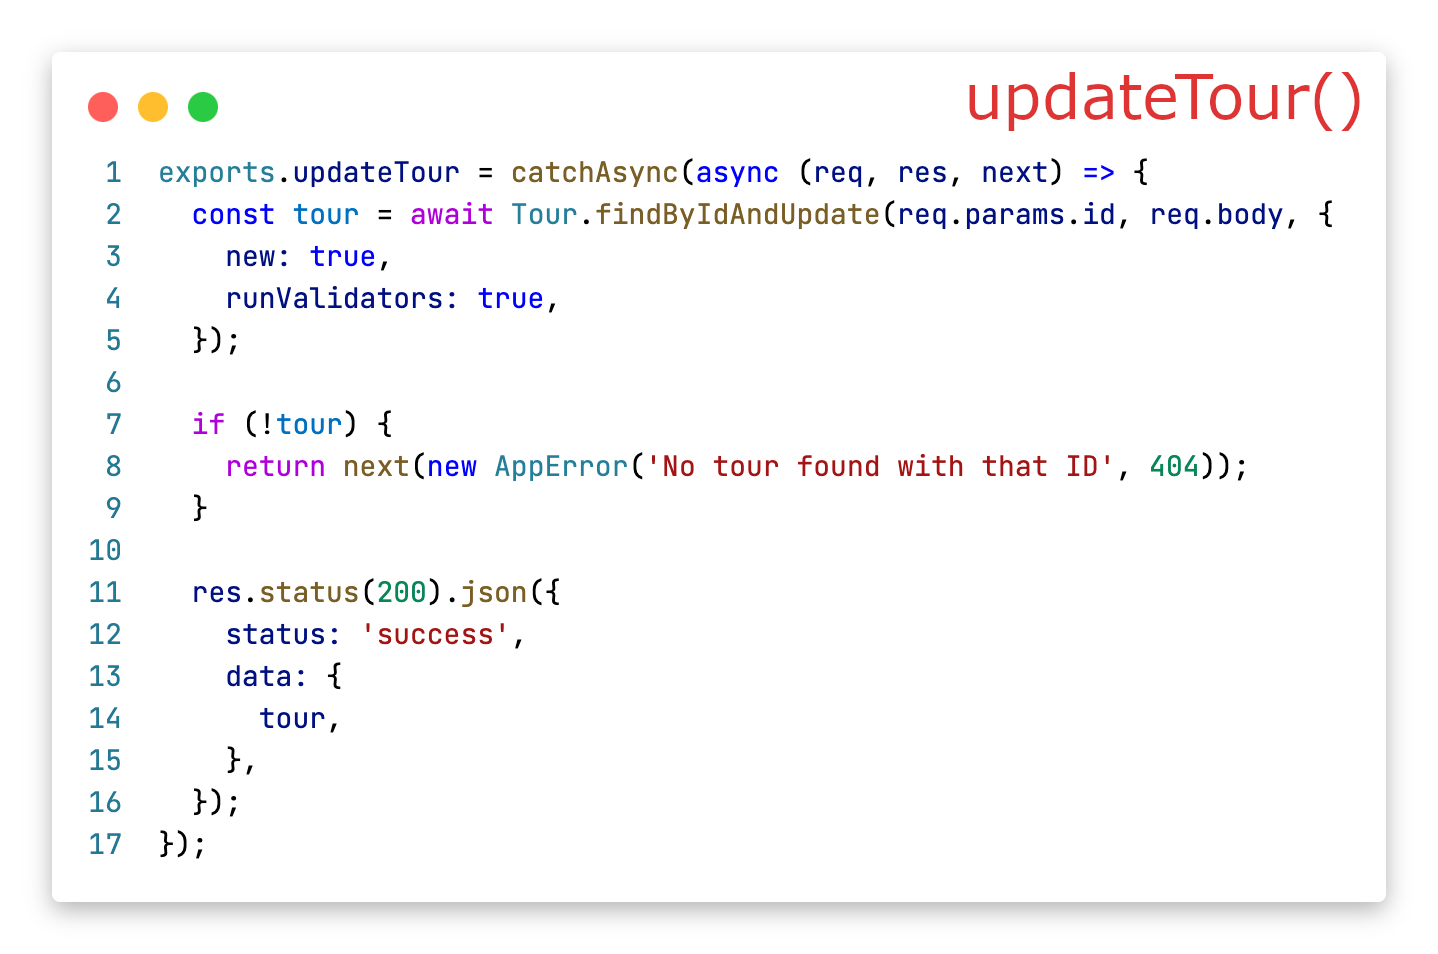 updateTour()
1 exports.updateTour = catchAsync(async (req, res, next) => {
2   const tour = await Tour.findByIdAndUpdate(req.params.id, req.body, {
3     new: true,
4     runValidators: true,
5   });
6
7   if (!tour) {
8     return next(new AppError('No tour found with that ID', 404));
9   }
10
11   res.status(200).json({
12     status: 'success',
13     data: {
14       tour,
15     },
16   });
17 });